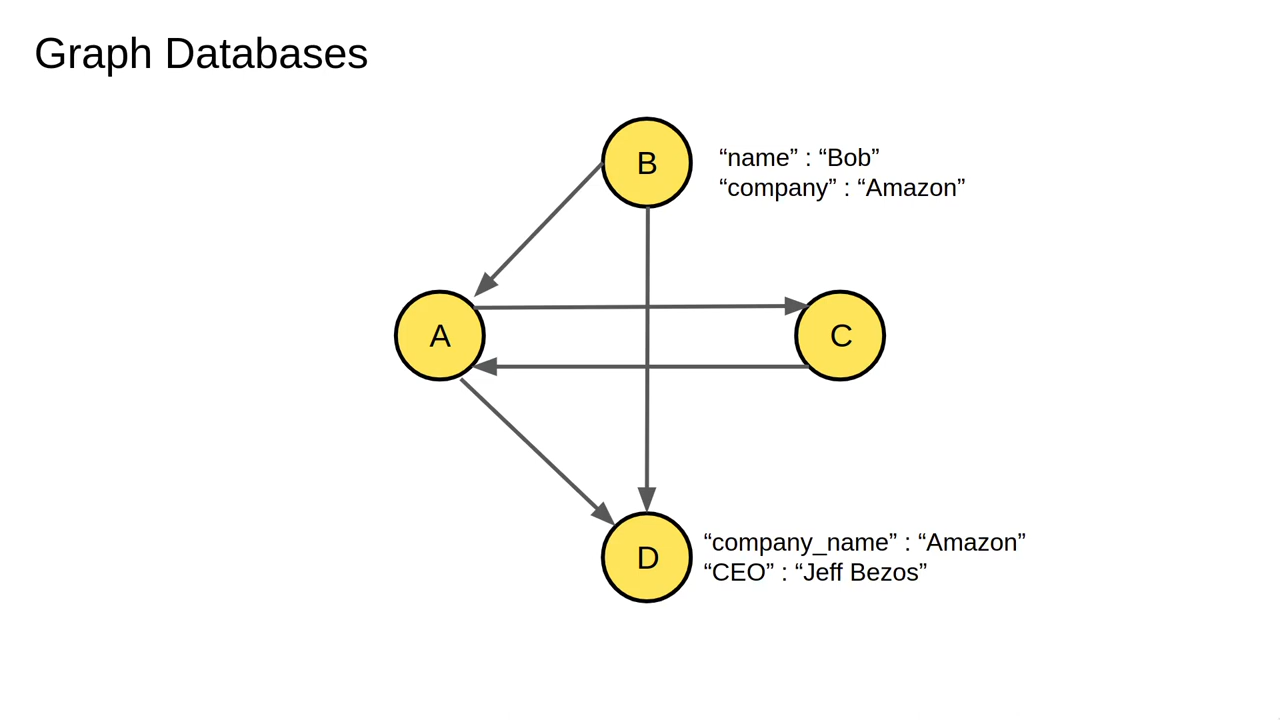 Graph Databases
B
“name” : “Bob”
“company” : “Amazon”
A
C
D
“company_name” : “Amazon”
“CEO” : “Jeff Bezos”